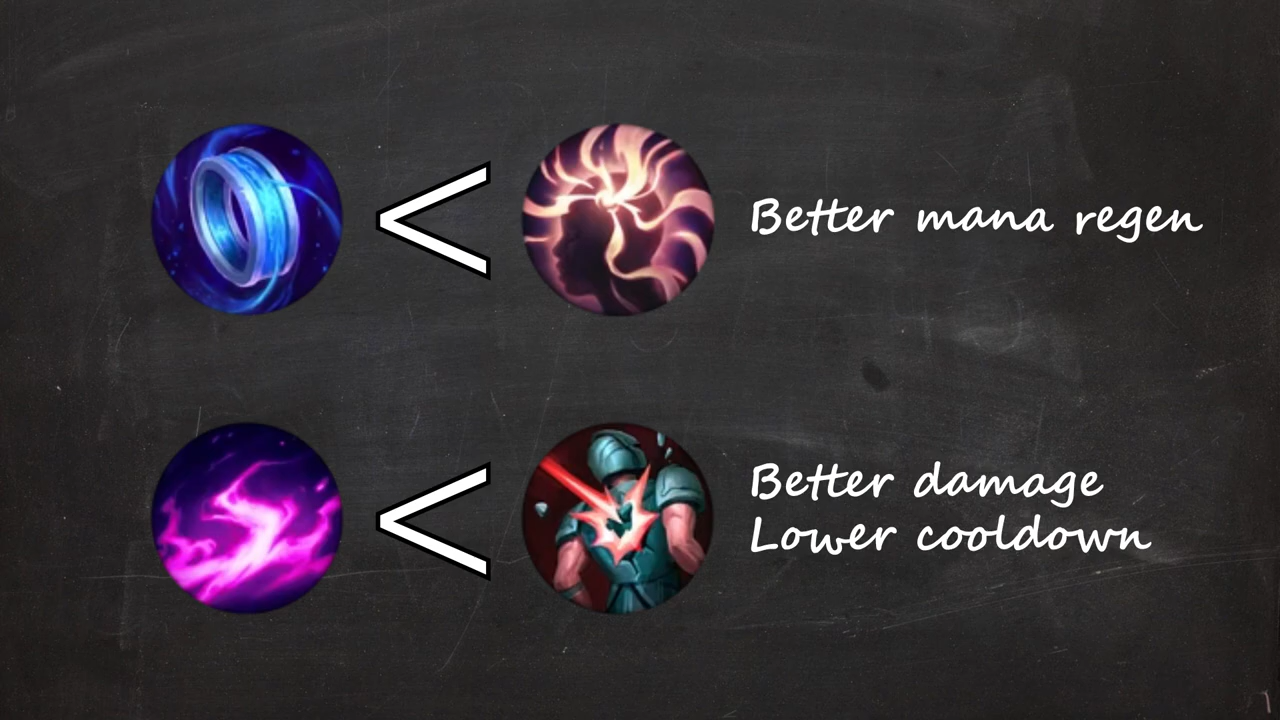 <
Better mana regen
<
Better damage
Lower cooldown